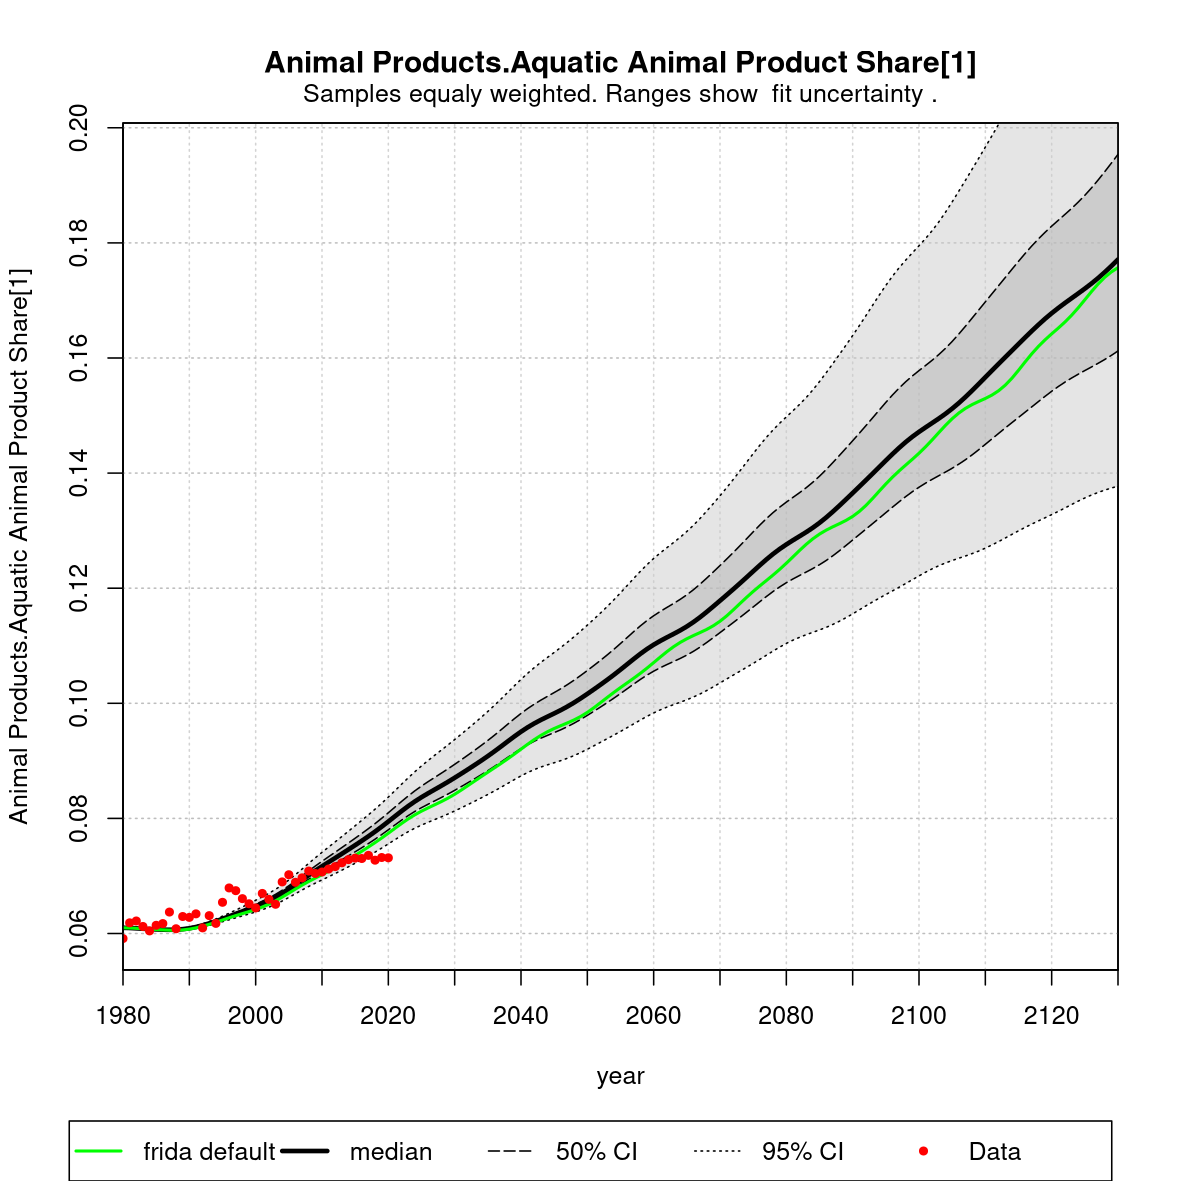 Animal Products.Aquatic Animal Product Share[1]
Samples equaly weighted. Ranges show  fit uncertainty .
Animal Products.Aquatic Animal Product Share[1]
0.20
0.18
0.16
0.14
0.12
0.10
0.08
0.06
1980 2000 2020 2040 2060 2080 2100 2120
year
frida default median 50% CI 95% CI Data